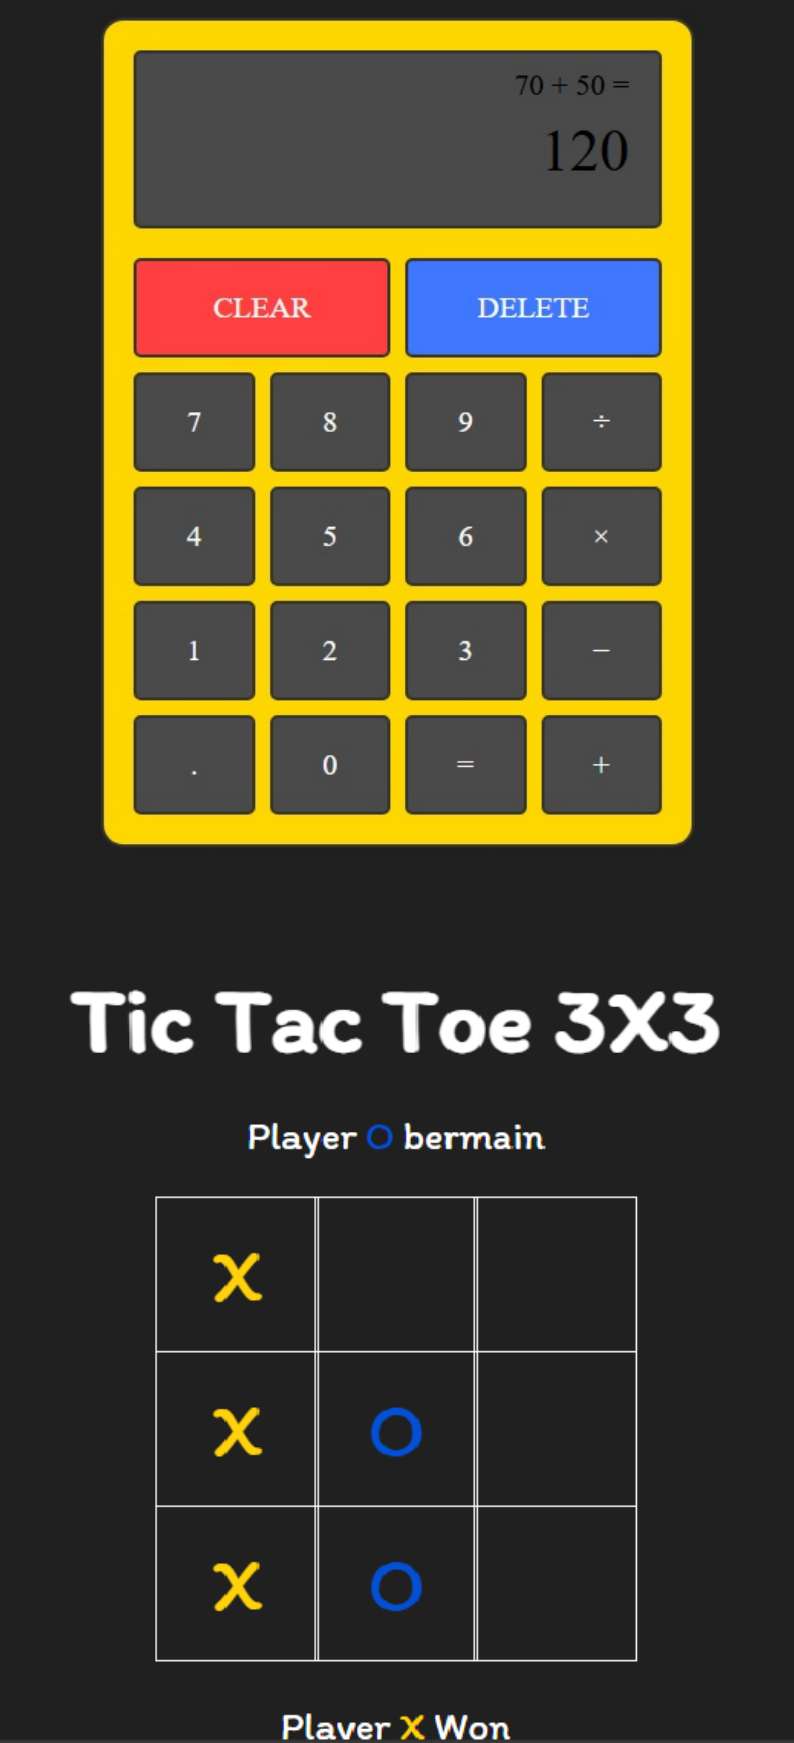 70 + 50 =
120
CLEAR DELETE
7 8 9 ÷
4 5 6 ×
1 2 3 −
. 0 = +
Tic Tac Toe 3X3
Player O bermain
X
X O
X O
Player X Won